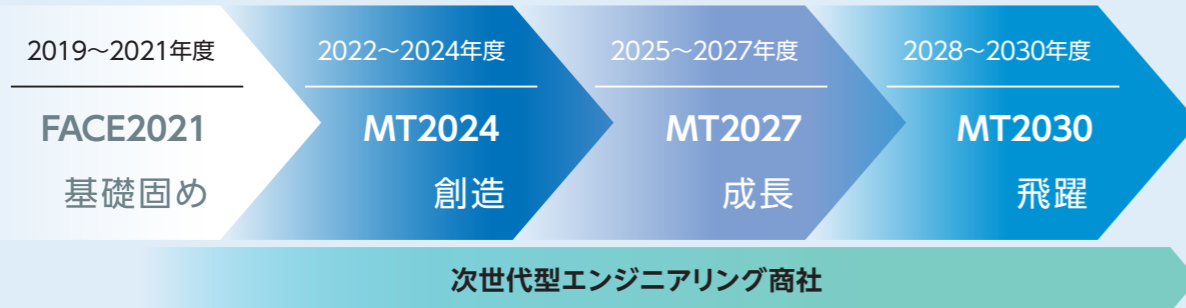 2019～2021年度
FACE2021
基礎固め
2022～2024年度
MT2024
創造
2025～2027年度
MT2027
成長
2028～2030年度
MT2030
飛躍
次世代型エンジニアリング商社